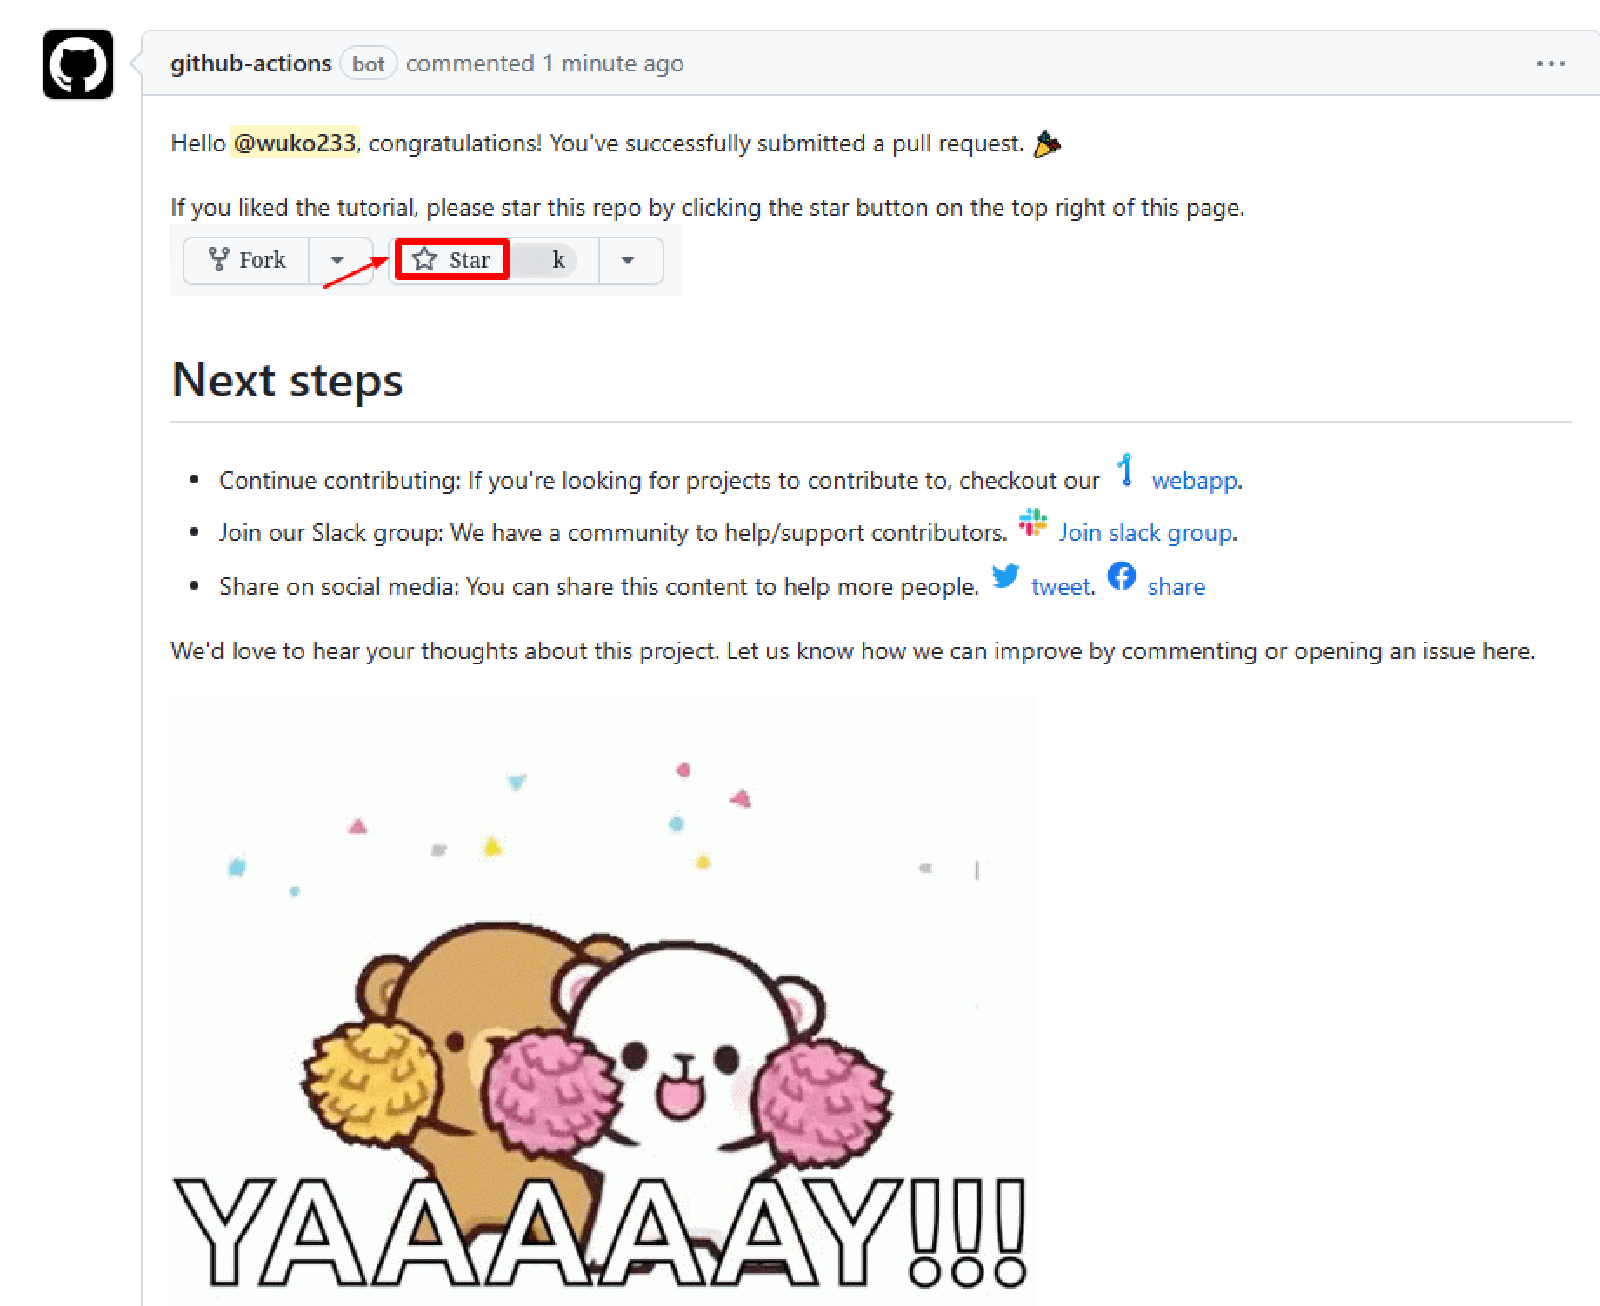 github-actions bot commented 1 minute ago
Hello @wuko233, congratulations! You've successfully submitted a pull request.
If you liked the tutorial, please star this repo by clicking the star button on the top right of this page.
Fork Star k
Next steps
• Continue contributing: If you're looking for projects to contribute to, checkout our webapp.
• Join our Slack group: We have a community to help/support contributors. Join slack group.
• Share on social media: You can share this content to help more people. tweet. share
We'd love to hear your thoughts about this project. Let us know how we can improve by commenting or opening an issue here.
YAAAAAY!!!